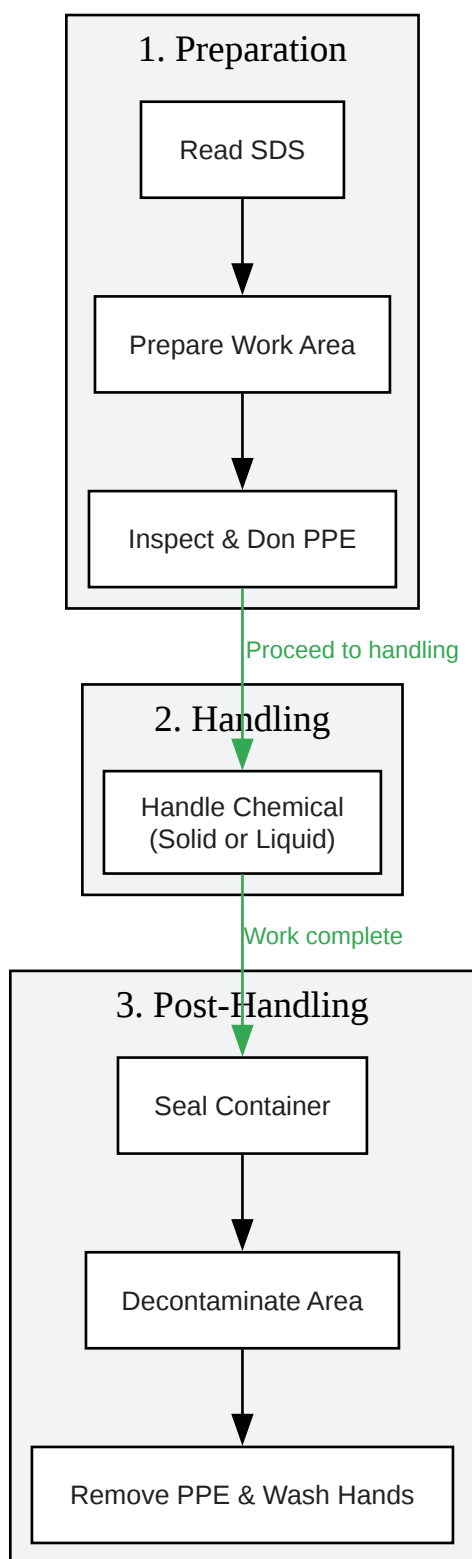 1. Preparation
Read SDS
Prepare Work Area
Inspect & Don PPE
Proceed to handling
2. Handling
Handle Chemical
(Solid or Liquid)
Work complete
3. Post-Handling
Seal Container
Decontaminate Area
Remove PPE & Wash Hands